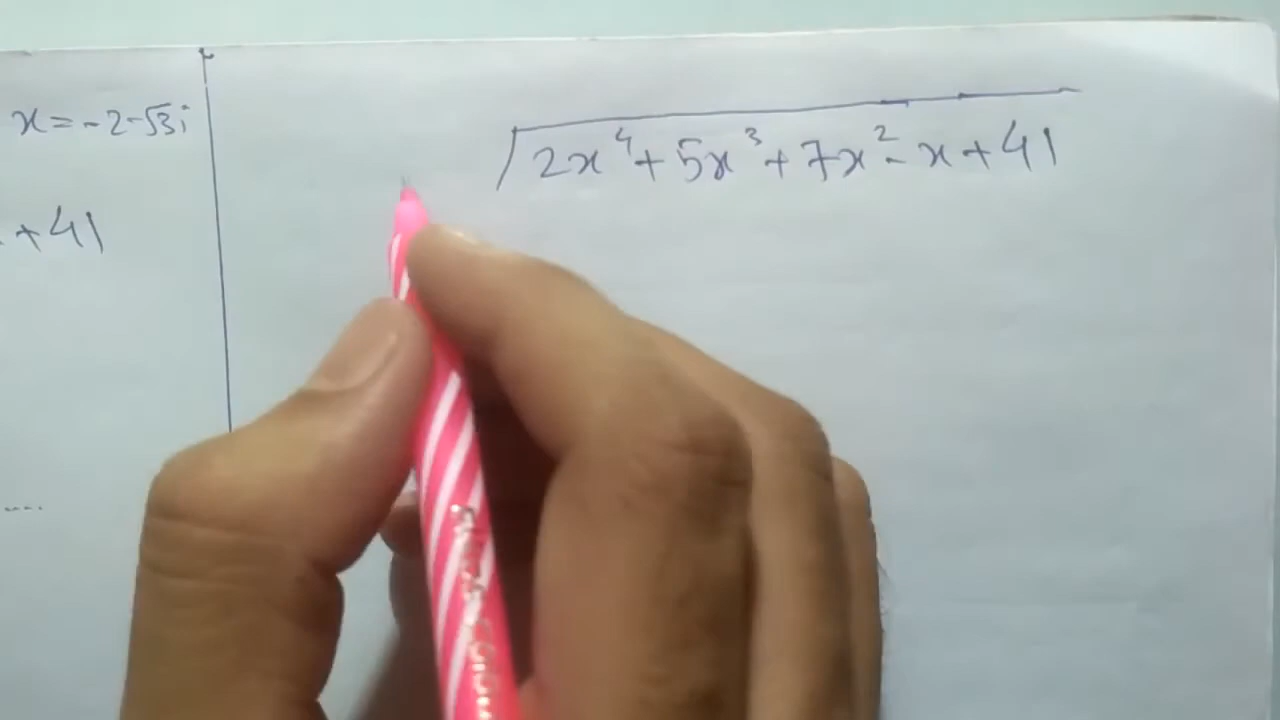 x = -2-√3i
+ 41
2x⁴ + 5x³ + 7x² - x + 41
....